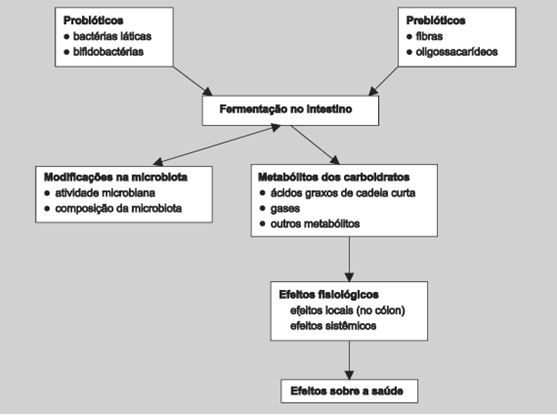 Probióticos
● bactérias láticas
● bifidobactérias
Prebióticos
● fibras
● oligossacarídeos
Fermentação no intestino
Modificações na microbiota
● atividade microbiana
● composição da microbiota
Metabólitos dos carboidratos
● ácidos graxos de cadeia curta
● gases
● outros metabólitos
Efeitos fisiológicos
efeitos locais (no cólon)
efeitos sistêmicos
Efeitos sobre a saúde